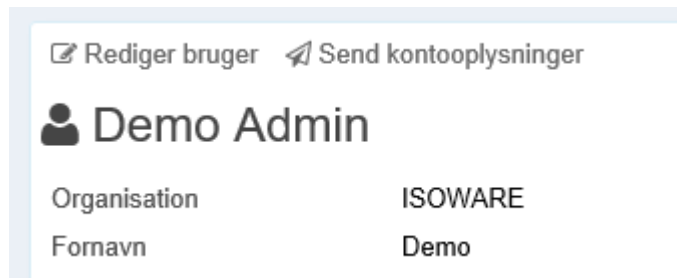 Rediger bruger Send kontooplysninger
Demo Admin
Organisation ISOWARE
Fornavn Demo